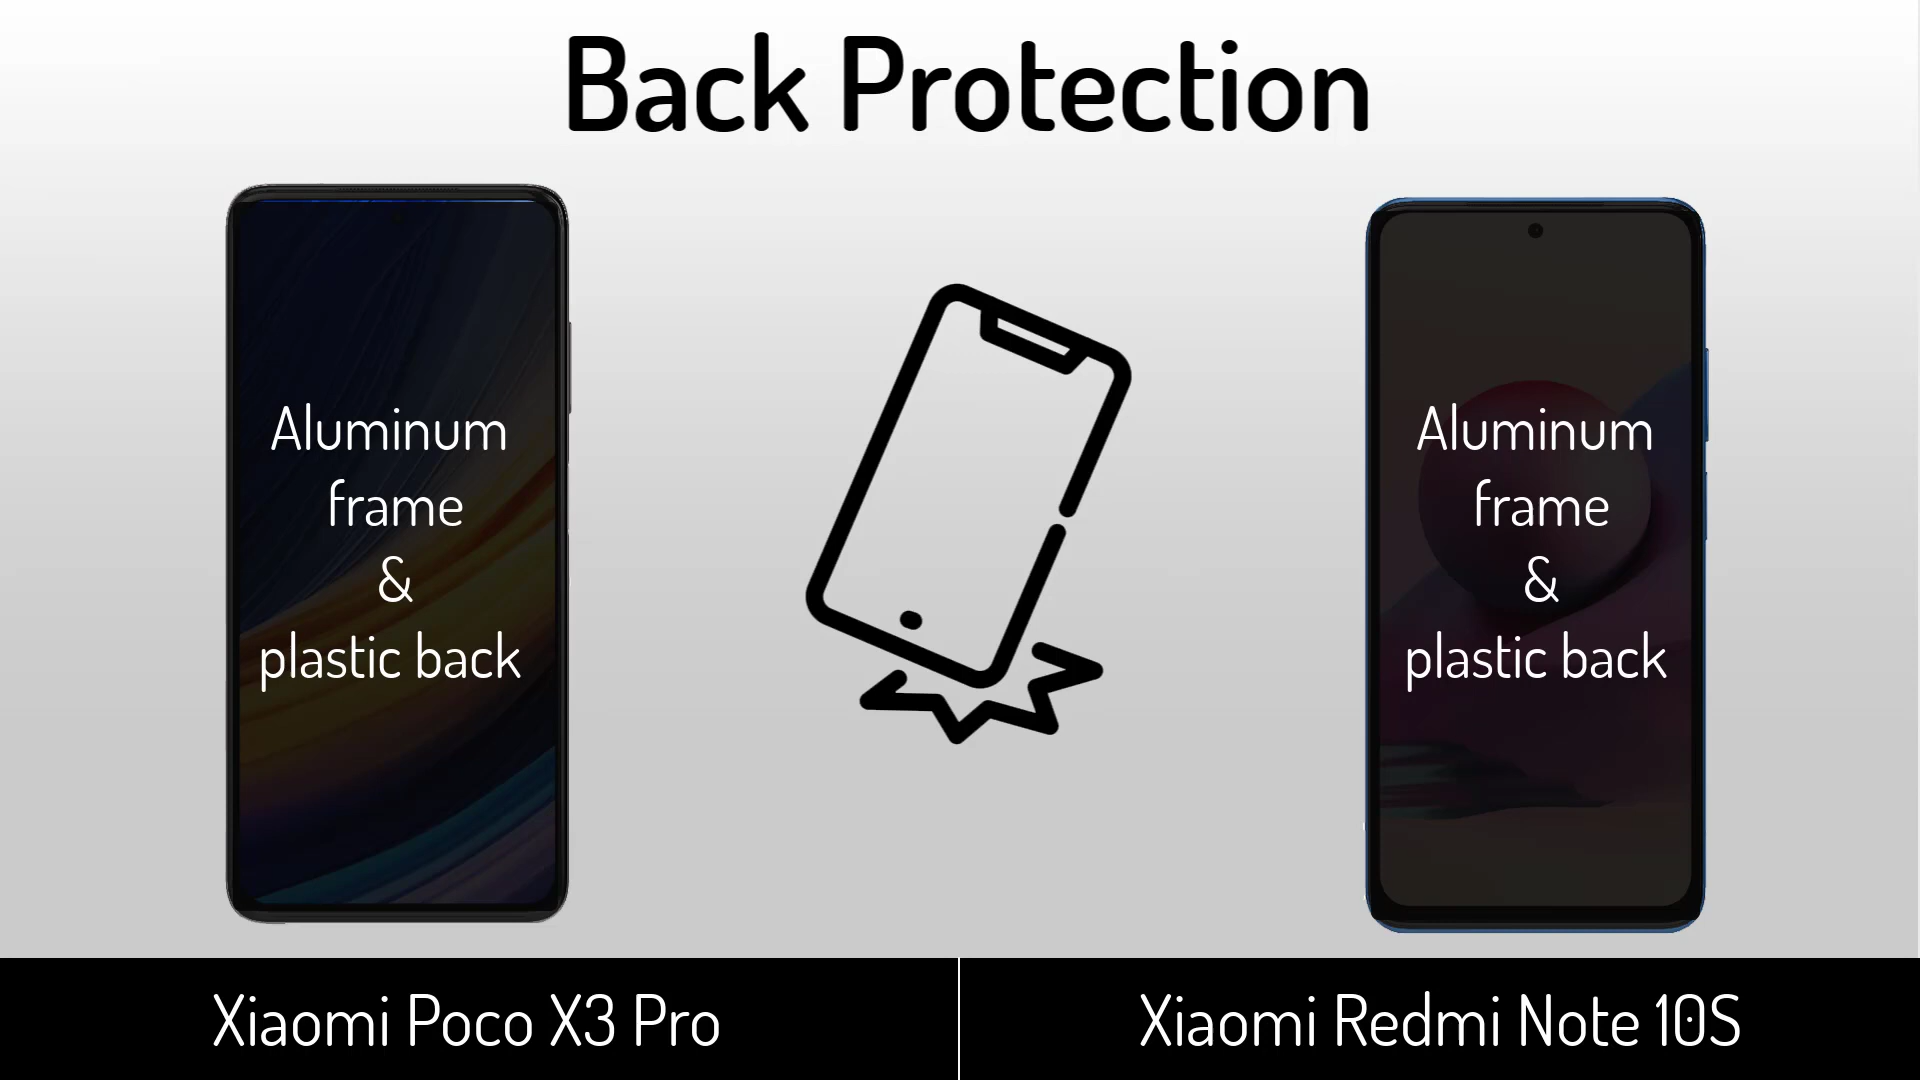 Back Protection
Aluminum
frame
&
plastic back
Aluminum
frame
&
plastic back
Xiaomi Poco X3 Pro
Xiaomi Redmi Note 10S